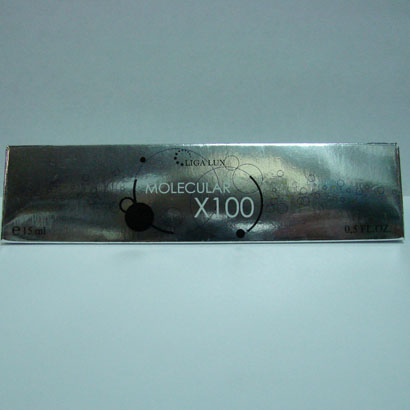 LIGA LUX
MOLECULAR
X100
℮ 15 ml
0,5 FL.OZ.